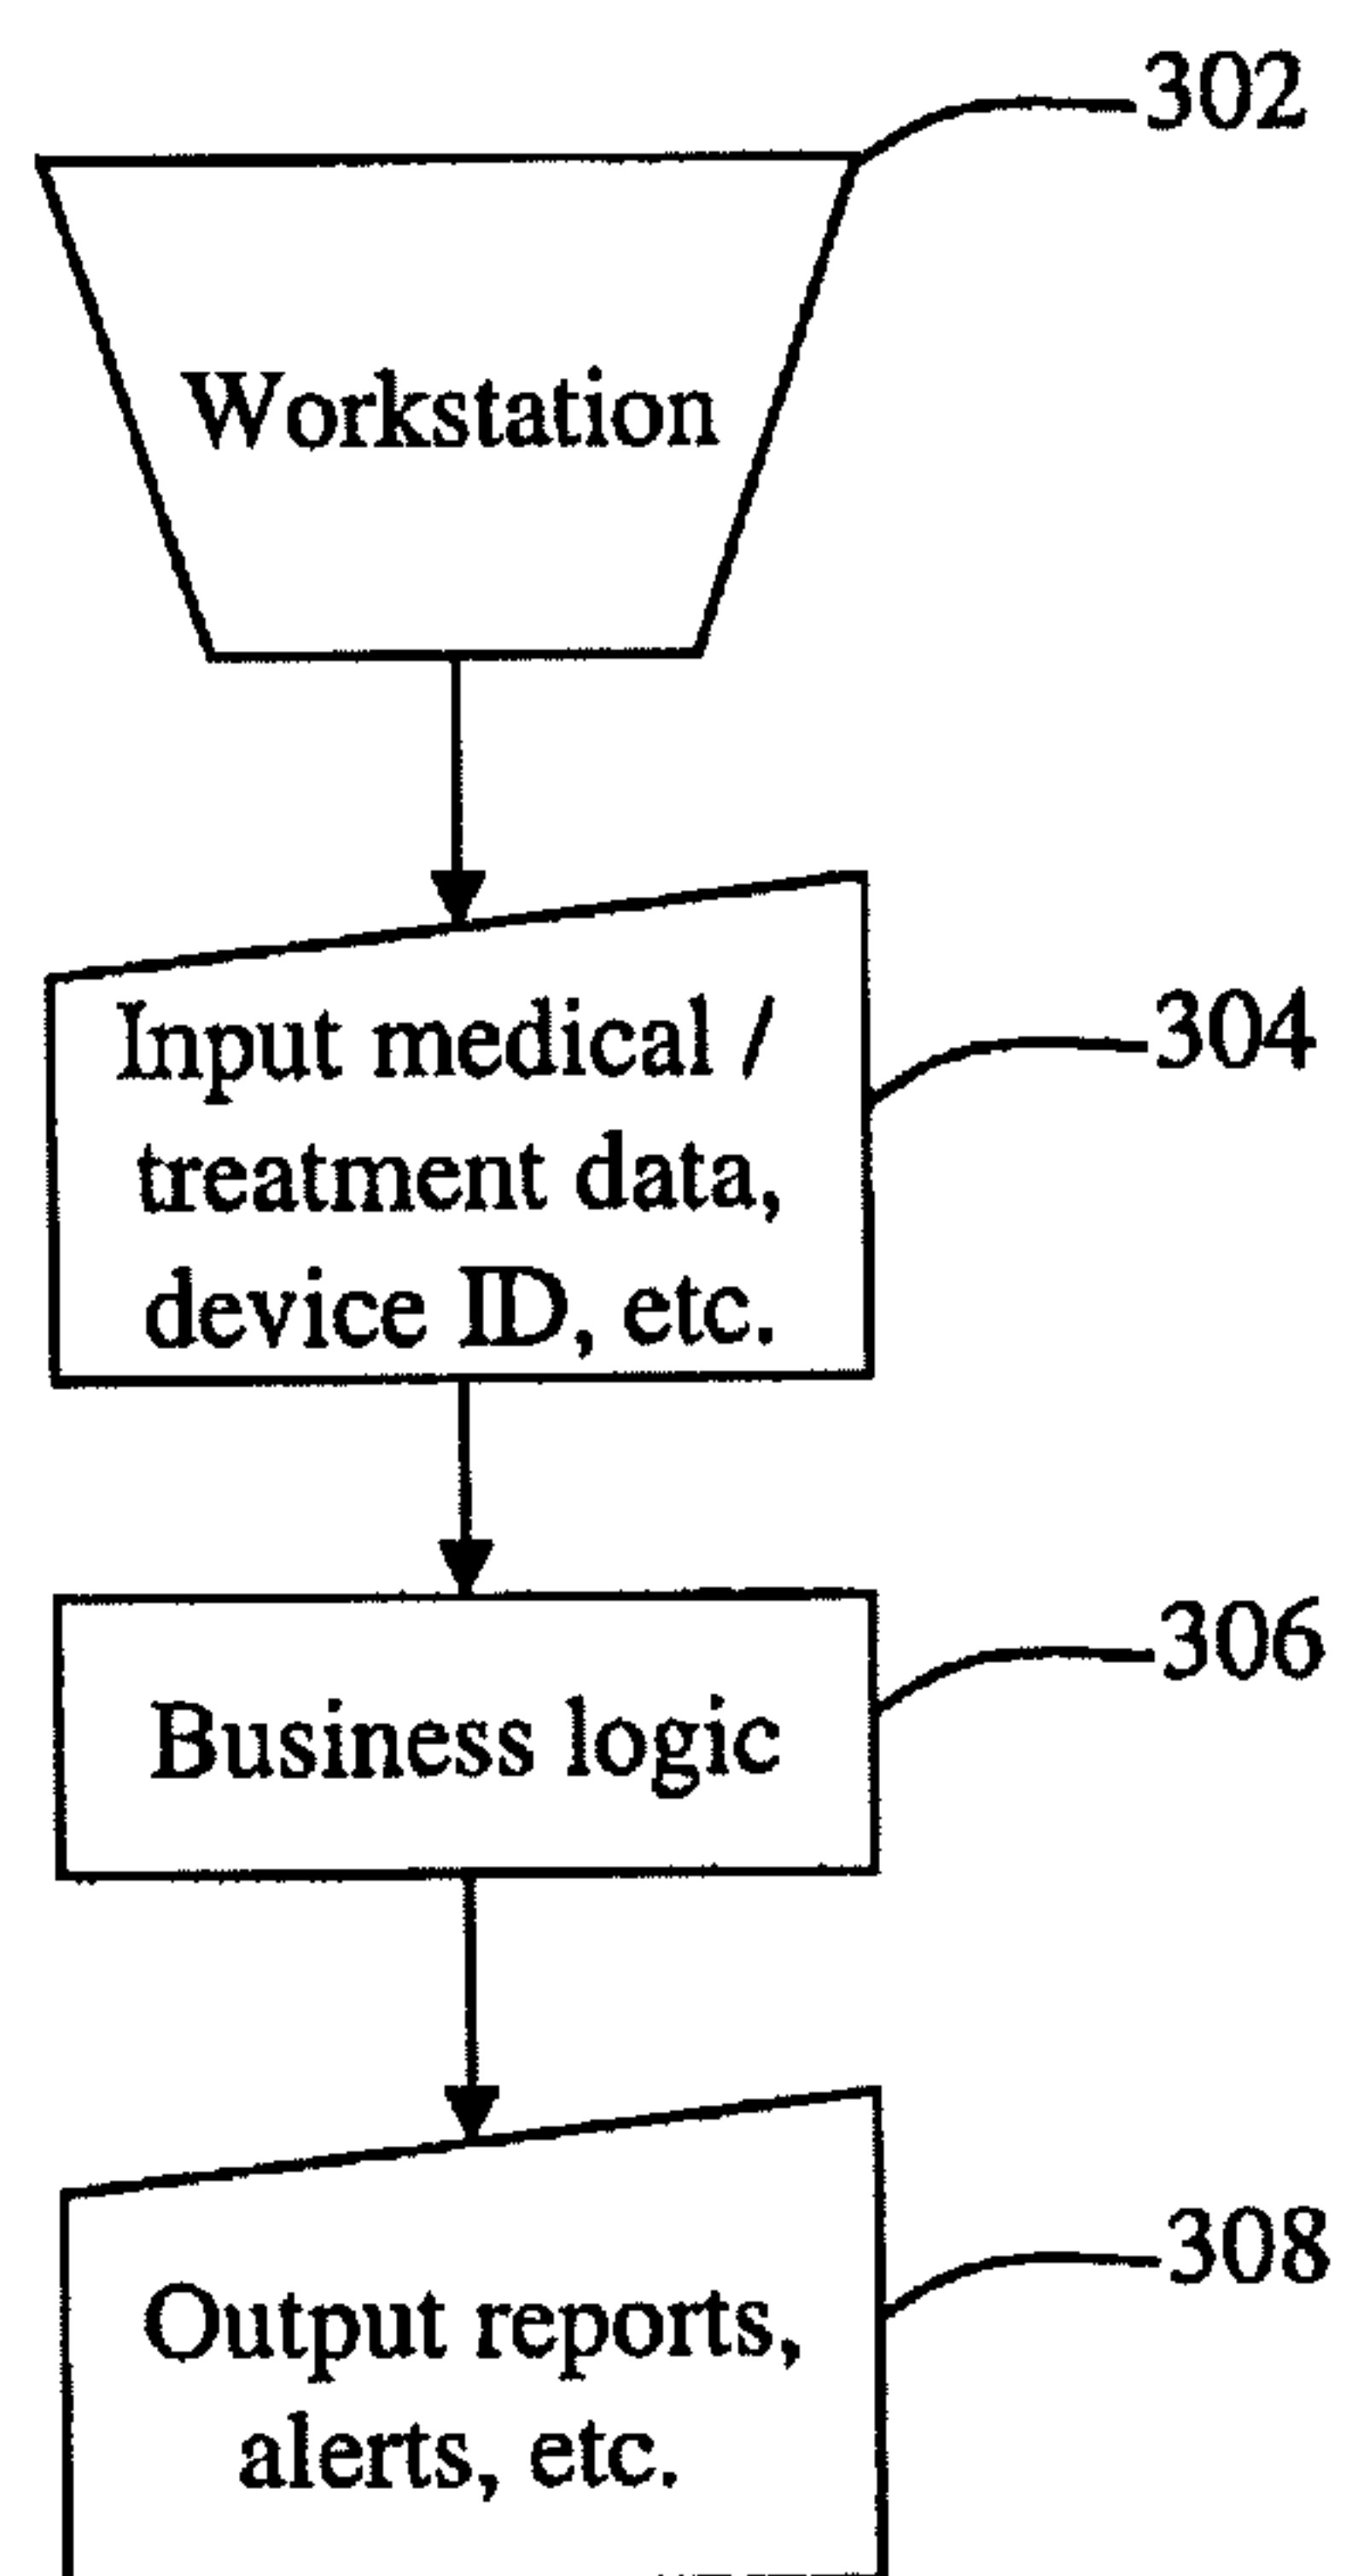 302
Workstation
Input medical /
treatment data,
device ID, etc.
304
Business logic
306
Output reports,
alerts, etc.
308